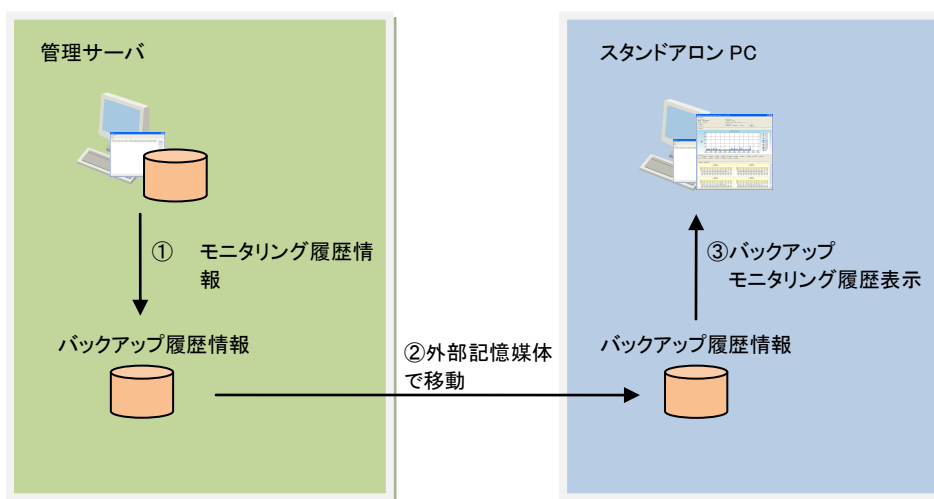 管理サーバ
スタンドアロン PC
① モニタリング履歴情
報
③バックアップ
モニタリング履歴表示
バックアップ履歴情報
②外部記憶媒体
で移動
バックアップ履歴情報